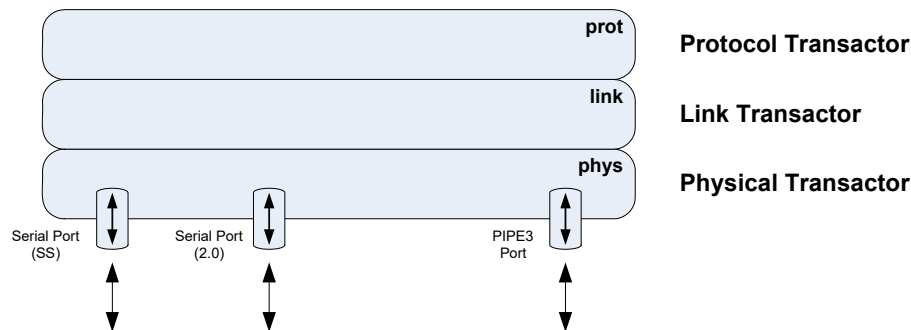 prot
Protocol Transactor
link
Link Transactor
phys
Physical Transactor
Serial Port
(SS)
Serial Port
(2.0)
PIPE3
Port